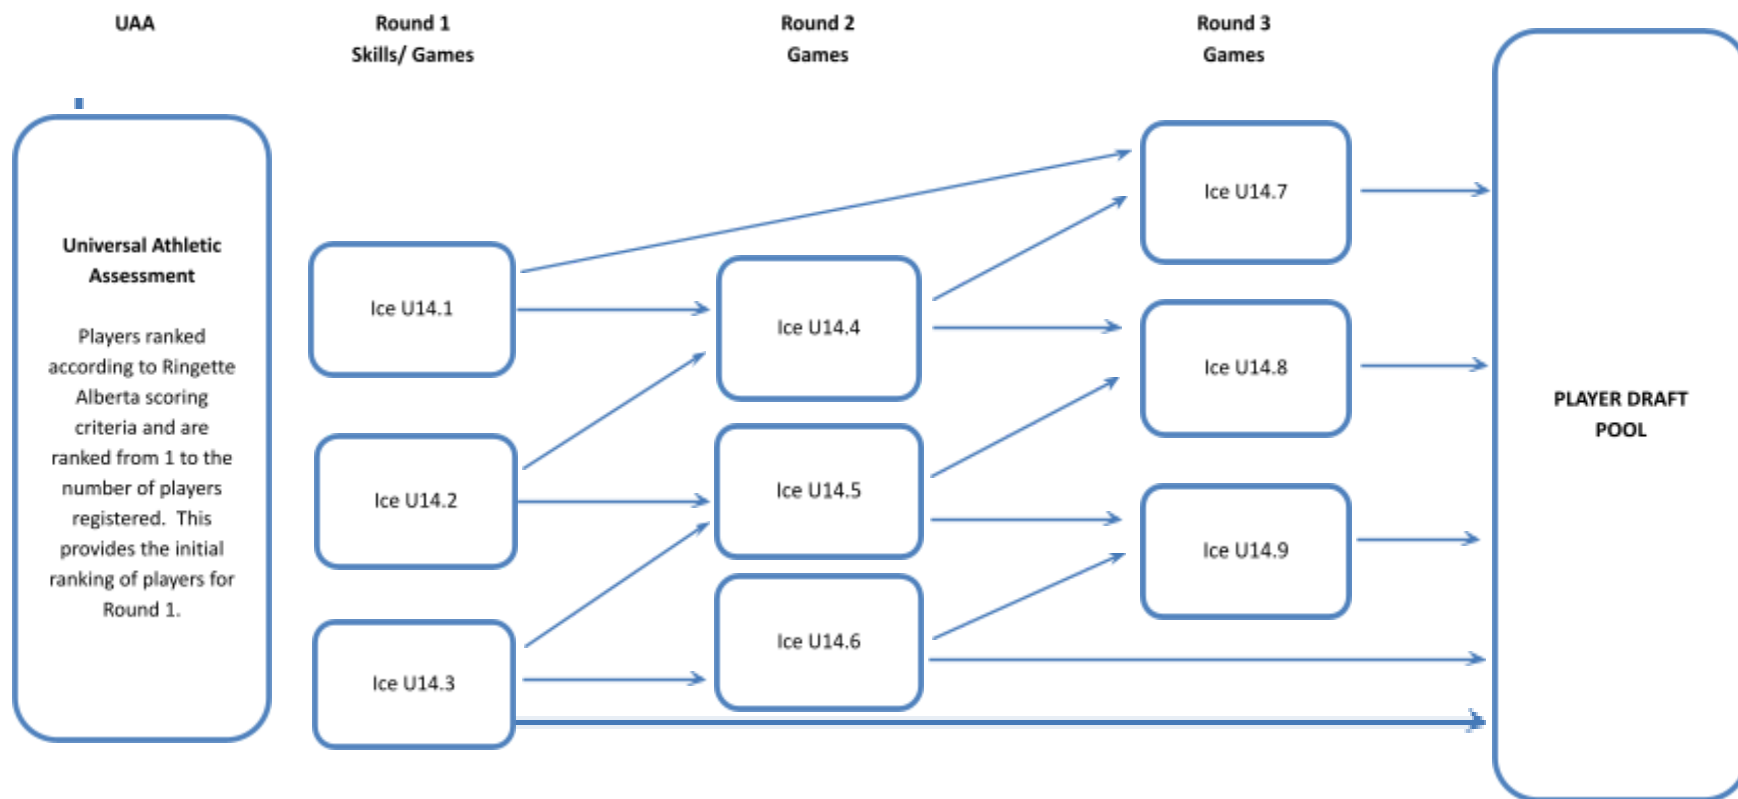 UAA
Round 1
Skills/ Games
Round 2
Games
Round 3
Games
Universal Athletic
Assessment
Players ranked
according to Ringette
Alberta scoring
criteria and are
ranked from 1 to the
number of players
registered.  This
provides the initial
ranking of players for
Round 1.
Ice U14.1
Ice U14.2
Ice U14.3
Ice U14.4
Ice U14.5
Ice U14.6
Ice U14.7
Ice U14.8
Ice U14.9
PLAYER DRAFT
POOL